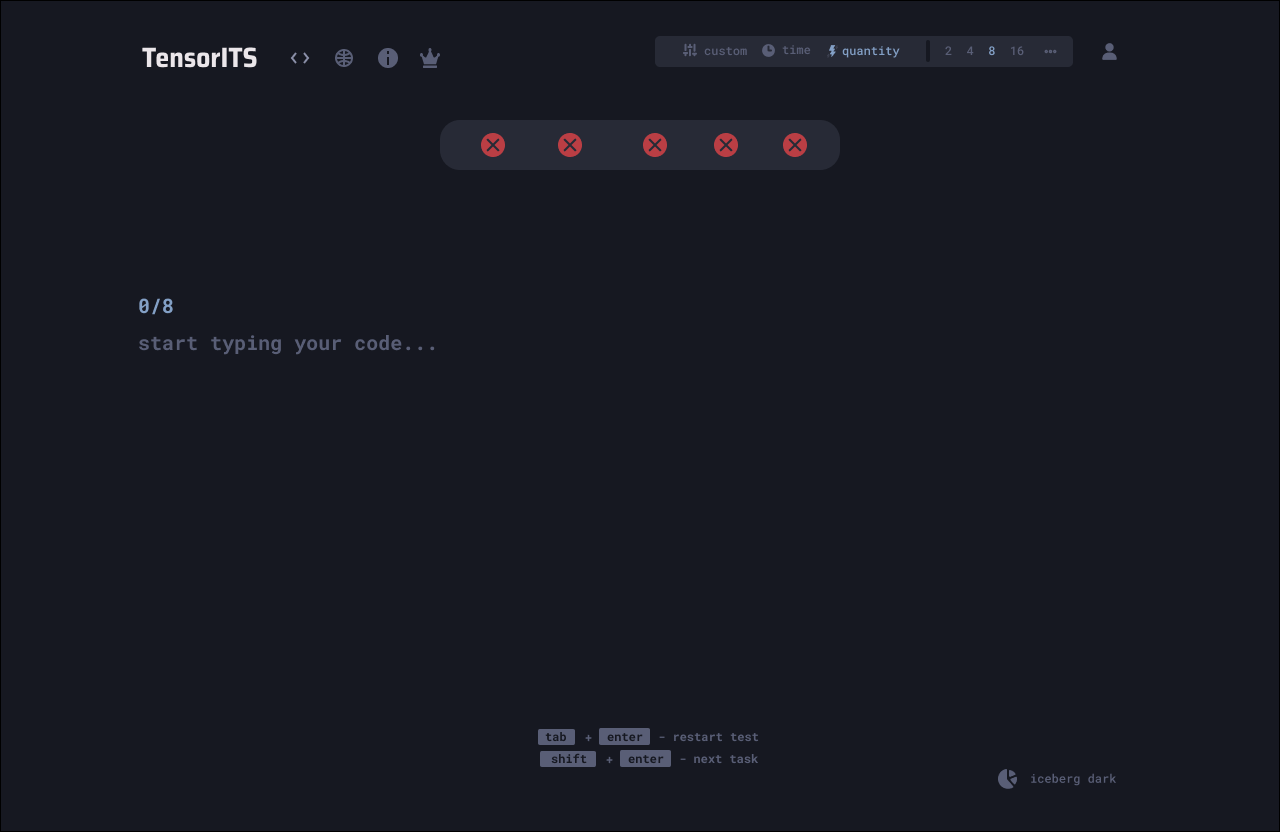 TensorITS
custom time quantity 2 4 8 16
0/8
start typing your code...
tab + enter - restart test
shift + enter - next task
iceberg dark